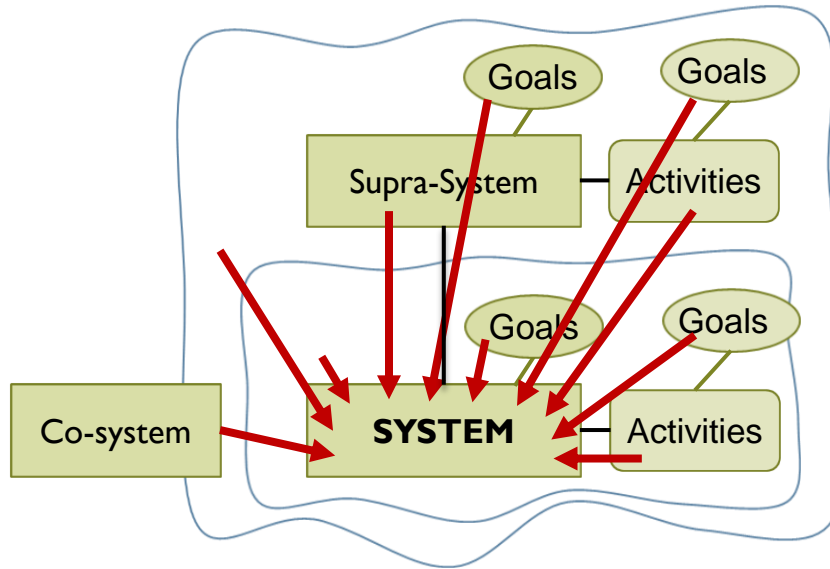 Goals
Goals
Supra-System
Activities
Goals
Goals
Co-system
SYSTEM
Activities